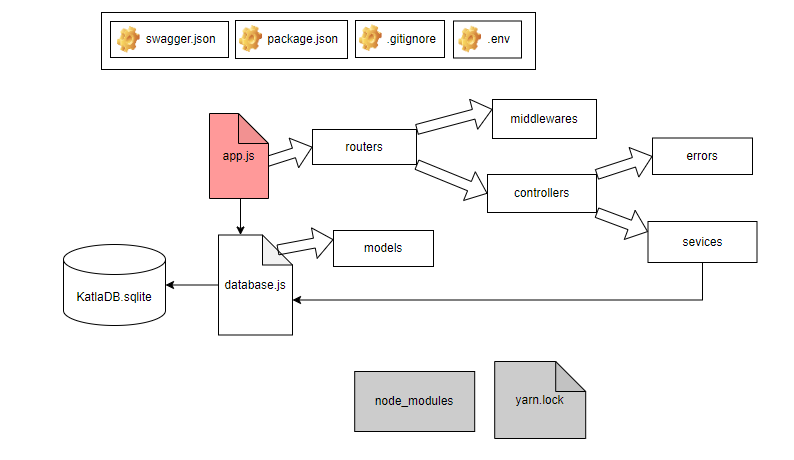 swagger.json
package.json
.gitignore
.env
app.js
routers
middlewares
controllers
errors
sevices
models
database.js
KatlaDB.sqlite
node_modules
yarn.lock